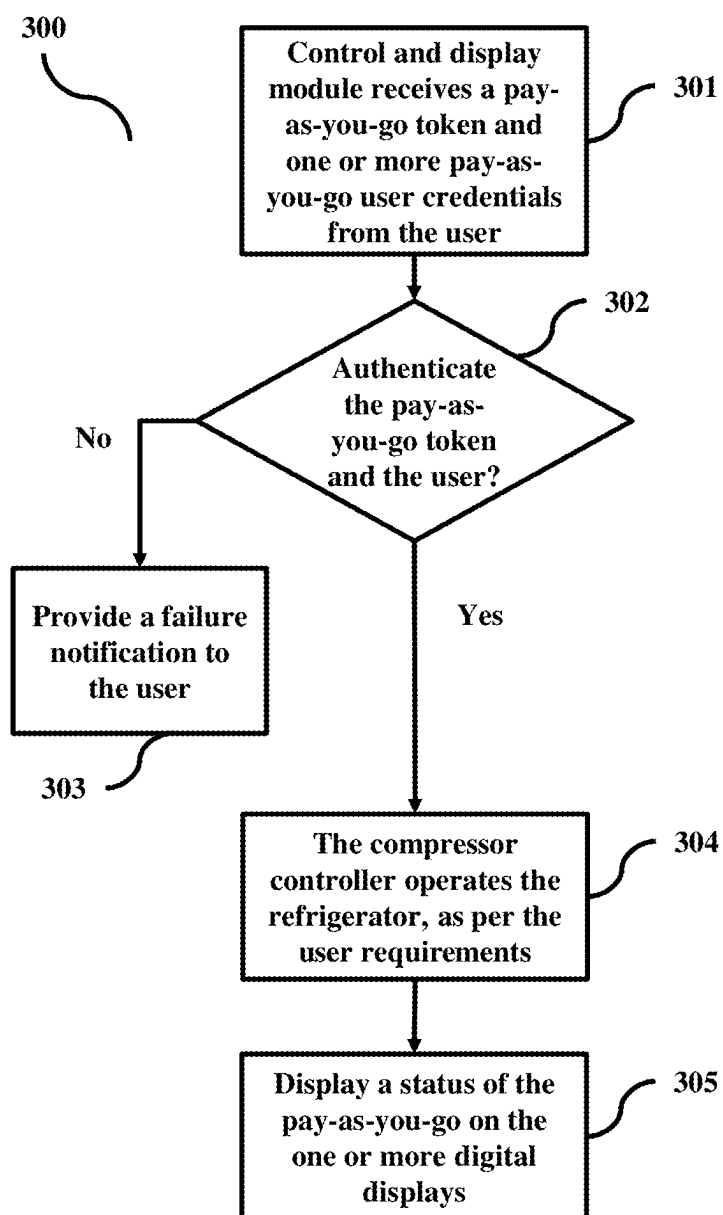 300
Control and display
module receives a pay-
as-you-go token and
one or more pay-as-
you-go user credentials
from the user
301
302
Authenticate
the pay-as-
you-go token
and the user?
No
Yes
Provide a failure
notification to
the user
303
The compressor
controller operates the
refrigerator, as per the
user requirements
304
Display a status of the
pay-as-you-go on the
one or more digital
displays
305